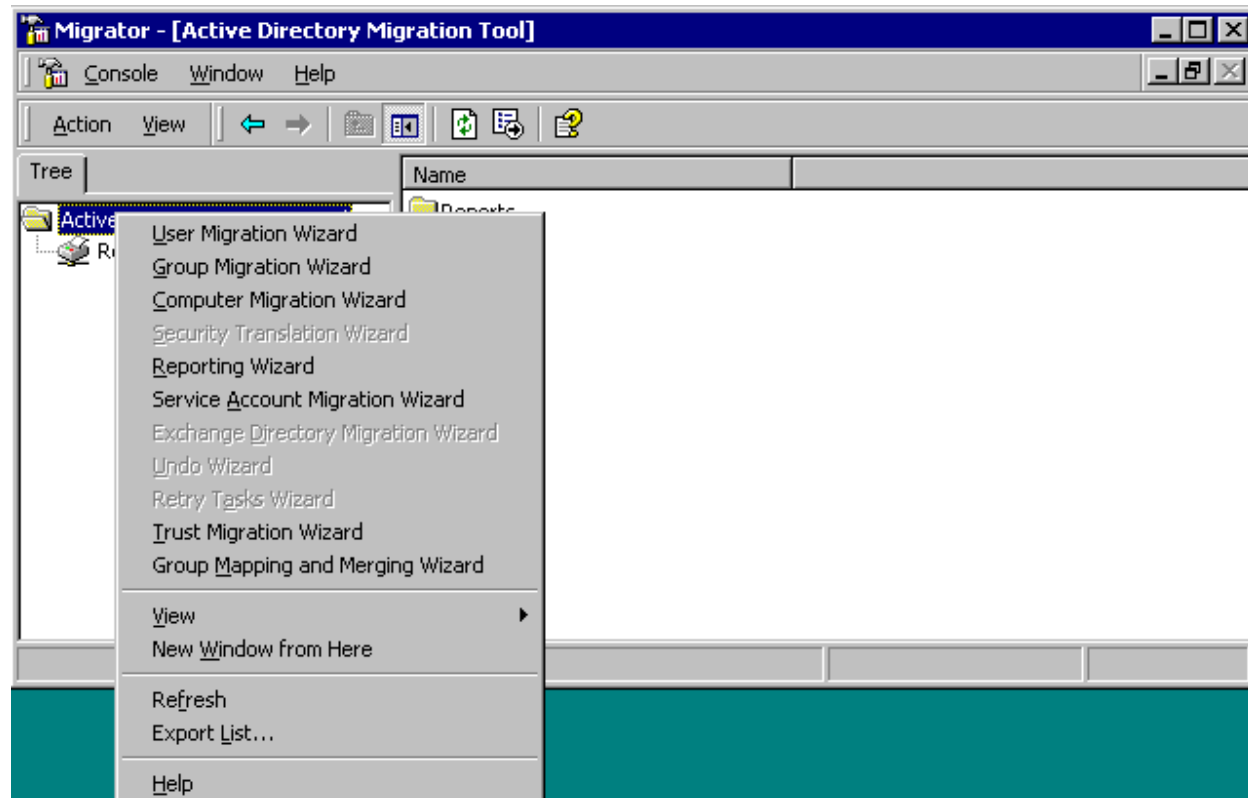 Migrator - [Active Directory Migration Tool]
Console Window Help
Action View
Tree
Name
Active
Reports
User Migration Wizard
Group Migration Wizard
Computer Migration Wizard
Security Translation Wizard
Reporting Wizard
Service Account Migration Wizard
Exchange Directory Migration Wizard
Undo Wizard
Retry Tasks Wizard
Trust Migration Wizard
Group Mapping and Merging Wizard
View
New Window from Here
Refresh
Export List...
Help